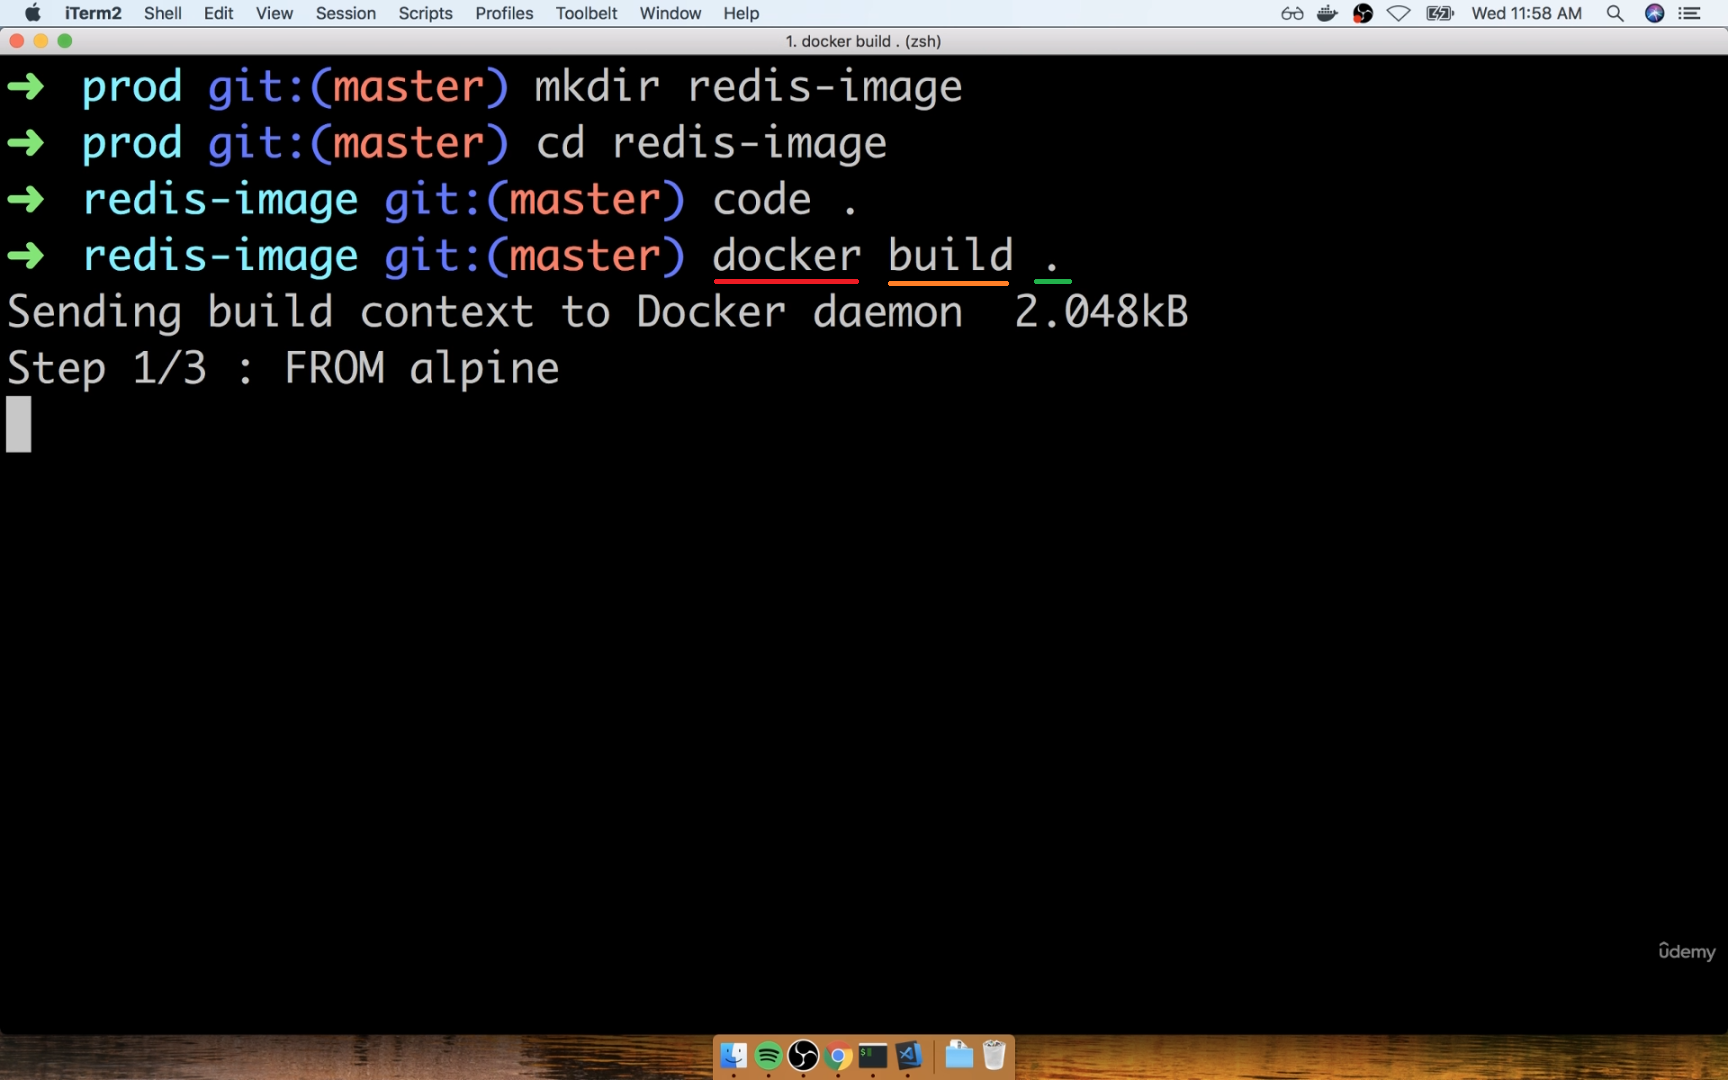 iTerm2 Shell Edit View Session Scripts Profiles Toolbelt Window Help Wed 11:58 AM
1. docker build . (zsh)
➜ prod git:(master) mkdir redis-image
➜ prod git:(master) cd redis-image
➜ redis-image git:(master) code .
➜ redis-image git:(master) docker build .
Sending build context to Docker daemon 2.048kB
Step 1/3 : FROM alpine
ûdemy